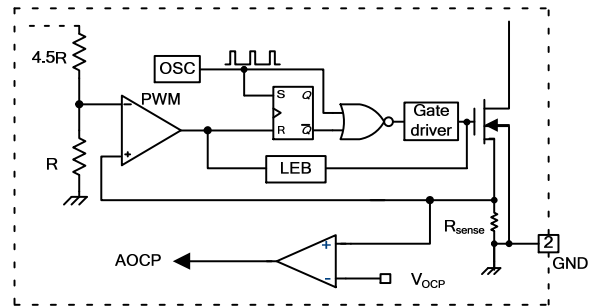 4.5R
OSC
PWM
S Q
R Q̅
Gate
driver
R
LEB
Rsense
2
GND
AOCP
VOCP